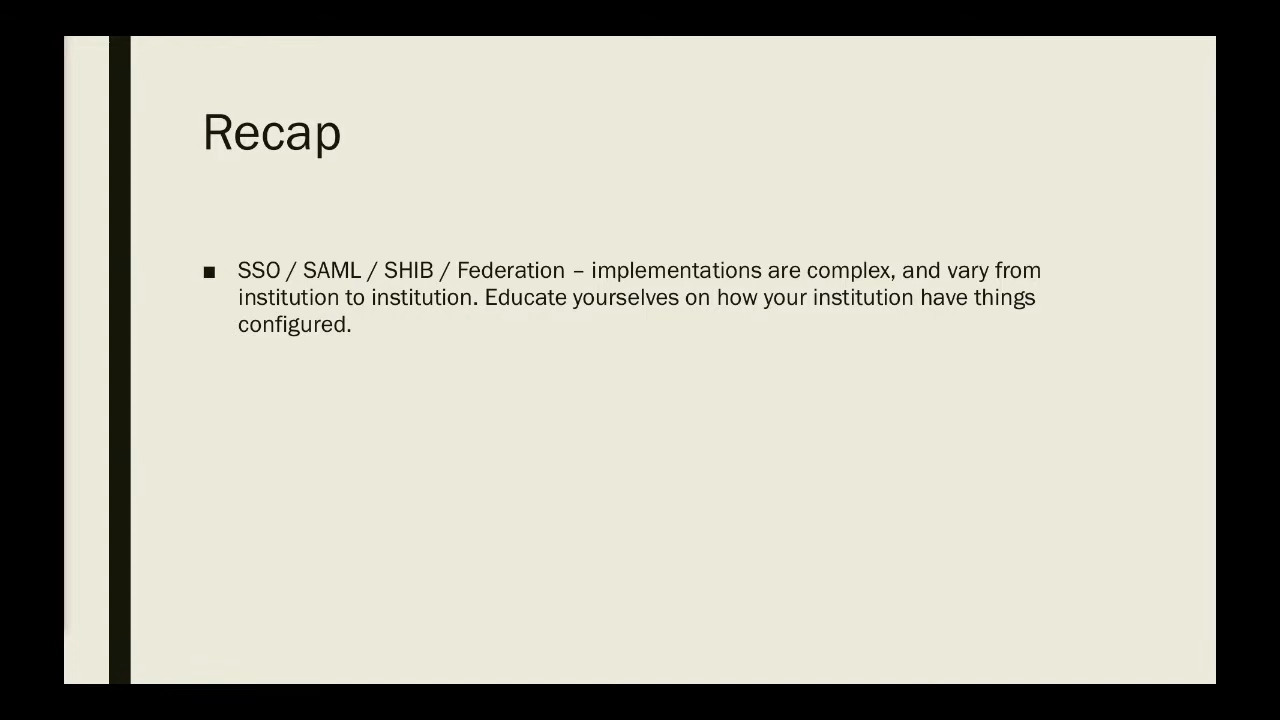 Recap
▪ SSO / SAML / SHIB / Federation – implementations are complex, and vary from
institution to institution. Educate yourselves on how your institution have things
configured.